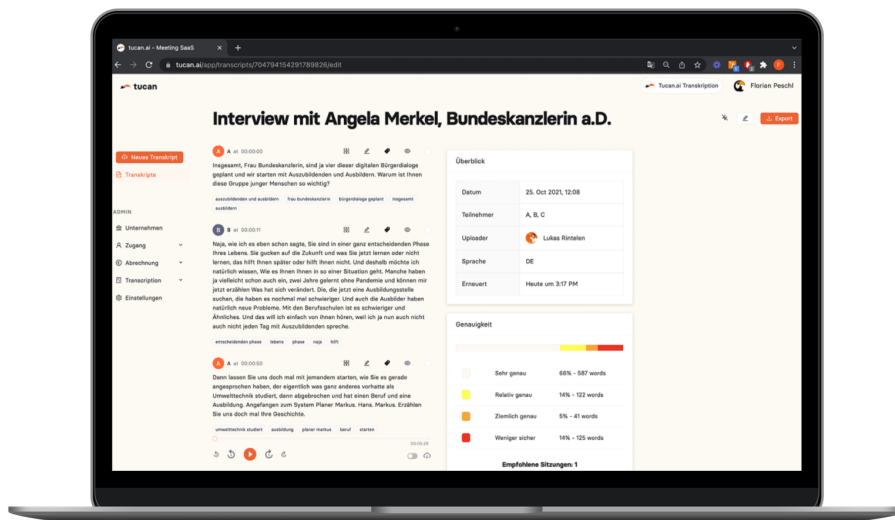 tucan.ai - Meeting SaaS
tucan.ai/app/transcripts/704794154291789826/edit
tucan
Tucan.ai Transkription
Florian Peschl
Interview mit Angela Merkel, Bundeskanzlerin a.D.
Export
Neues Transkript
Transkripte
ADMIN
Unternehmen
Zugang
Abrechnung
Transcription
Einstellungen
A A at 00:00:00
Insgesamt, Frau Bundeskanzlerin, sind ja vier dieser digitalen Bürgerdialoge
geplant und wir starten mit Auszubildenden und Ausbildern. Warum ist Ihnen
diese Gruppe junger Menschen so wichtig?
auszubildenden und ausbildern frau bundeskanzlerin bürgerdialoge geplant insgesamt
ausbildern
B B at 00:00:11
Naja, wie ich es eben schon sagte, Sie sind in einer ganz entscheidenden Phase
Ihres Lebens. Sie gucken auf die Zukunft und was Sie jetzt lernen oder nicht
lernen, das hilft Ihnen später oder hilft Ihnen nicht. Und deshalb möchte ich
natürlich wissen, Wie es Ihnen Ihnen in so einer Situation geht. Manche haben
ja vielleicht schon auch ein, zwei Jahre gelernt ohne Pandemie und können mir
jetzt erzählen Was hat sich verändert. Die, die jetzt eine Ausbildungsstelle
suchen, die haben es nochmal mal schwieriger. Und auch die Ausbilder haben
natürlich neue Probleme. Mit den Berufsschulen ist es schwieriger und
Ähnliches. Und das will ich einfach von Ihnen hören, weil ich ja nun auch nicht
auch nicht jeden Tag mit Auszubildenden spreche.
entscheidenden phase lebens phase naja hilft
A A at 00:00:50
Dann lassen Sie uns doch mal mit jemandem starten, wie Sie es gerade
angesprochen haben, der eigentlich was ganz anderes vorhatte als
Umwelttechnik studiert, dann abgebrochen und hat einen Beruf und eine
Ausbildung. Angefangen zum System Planer Markus. Hans. Markus. Erzählen
Sie uns doch mal Ihre Geschichte.
umwelttechnik studiert ausbildung planer markus beruf starten
Überblick
Datum 25. Oct 2021, 12:08
Teilnehmer A, B, C
Uploader Lukas Rintelen
Sprache DE
Erneuert Heute um 3:17 PM
Genauigkeit
Sehr genau 66% - 587 words
Relativ genau 14% - 122 words
Ziemlich genau 5% - 41 words
Weniger sicher 14% - 125 words
Empfohlene Sitzungen: 1